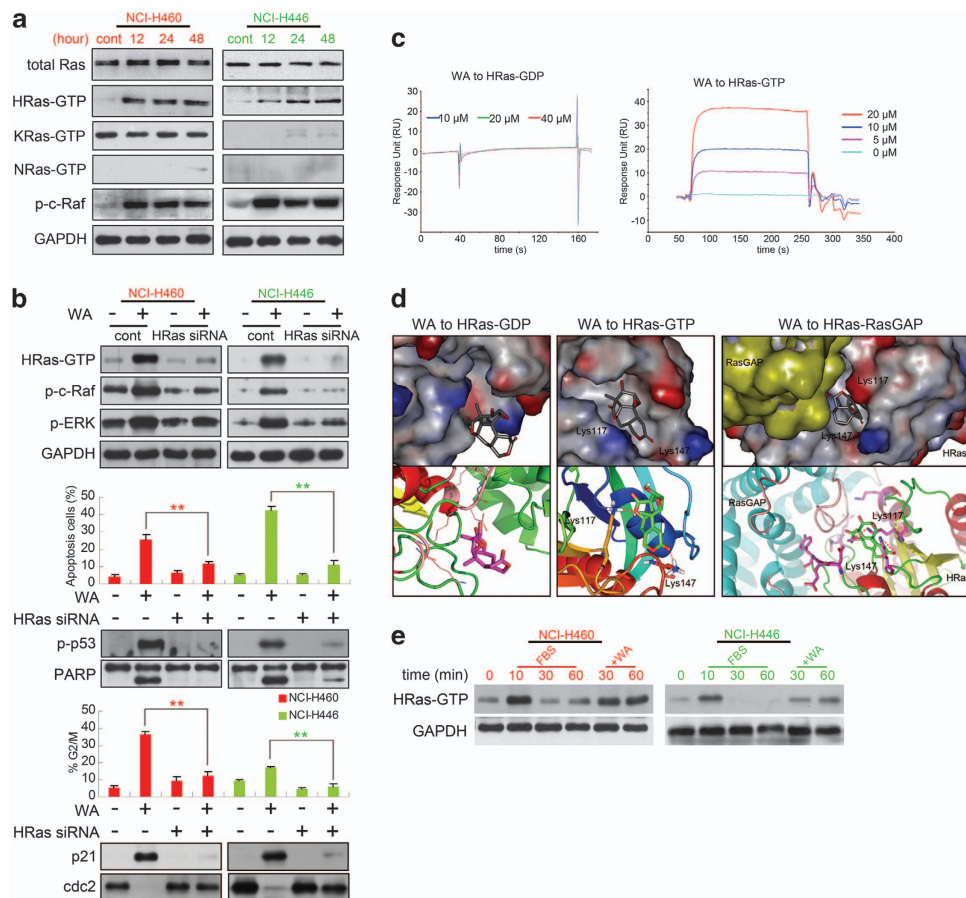 a
NCI-H460 NCI-H446
(hour) cont 12 24 48 cont 12 24 48
total Ras
HRas-GTP
KRas-GTP
NRas-GTP
p-c-Raf
GAPDH
b
NCI-H460 NCI-H446
WA - + - + - + - +
cont HRas siRNA cont HRas siRNA
HRas-GTP
p-c-Raf
p-ERK
GAPDH
Apoptosis cells (%)
50
40
30
20
10
0
** **
WA - + - + - + - +
HRas siRNA - - + + - - + +
p-p53
PARP
NCI-H460
NCI-H446
% G2/M
40
20
0
** **
WA - + - + - + - +
HRas siRNA - - + + - - + +
p21
cdc2
c
WA to HRas-GDP
Response Unit (RU)
30
20
10
0
-10
-20
-30
10 µM 20 µM 40 µM
0 40 80 120 160
time (s)
WA to HRas-GTP
Response Unit (RU)
40
30
20
10
0
-10
20 µM
10 µM
5 µM
0 µM
0 50 100 150 200 250 300 350 400
time (s)
d
WA to HRas-GDP WA to HRas-GTP WA to HRas-RasGAP
Lys117
Lys147
RasGAP
Lys117
Lys147
HRas
Lys117
Lys147
RasGAP
Lys117
Lys147
HRas
e
NCI-H460 NCI-H446
FBS +WA FBS +WA
time (min) 0 10 30 60 30 60 0 10 30 60 30 60
HRas-GTP
GAPDH